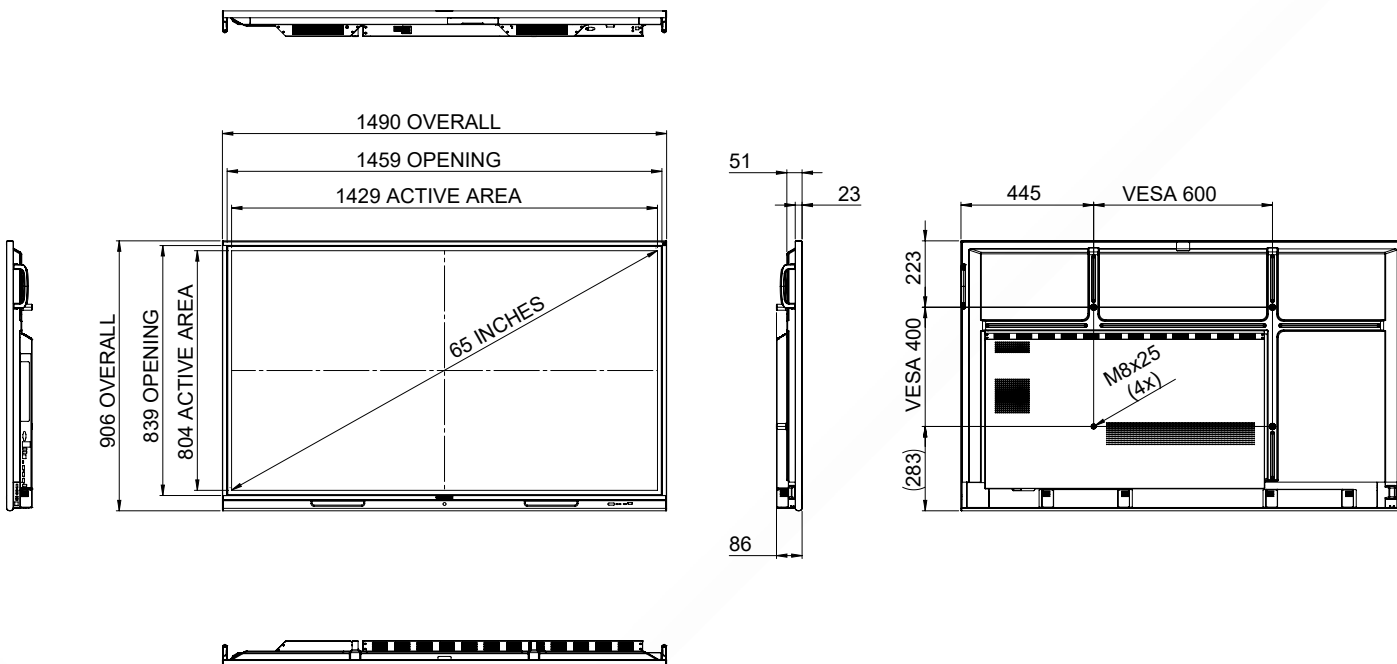 1490 OVERALL
1459 OPENING
1429 ACTIVE AREA
906 OVERALL
839 OPENING
804 ACTIVE AREA
65 INCHES
51
23
86
445
VESA 600
223
VESA 400
(283)
M8x25
(4x)